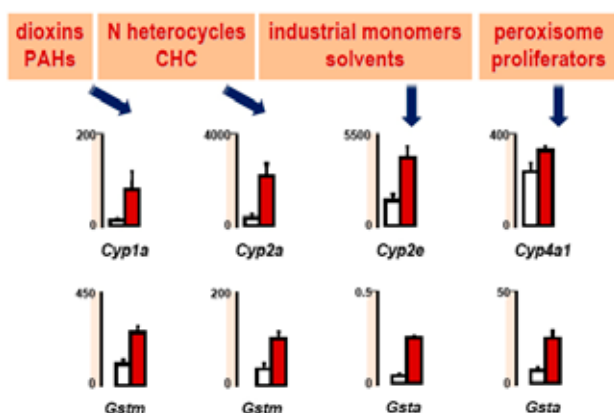 dioxins
PAHs
N heterocycles
CHC
industrial monomers
solvents
peroxisome
proliferators
200
0
Cyp1a
4000
0
Cyp2a
5500
0
Cyp2e
400
0
Cyp4a1
450
0
Gstm
200
0
Gstm
0.5
0
Gsta
50
0
Gsta